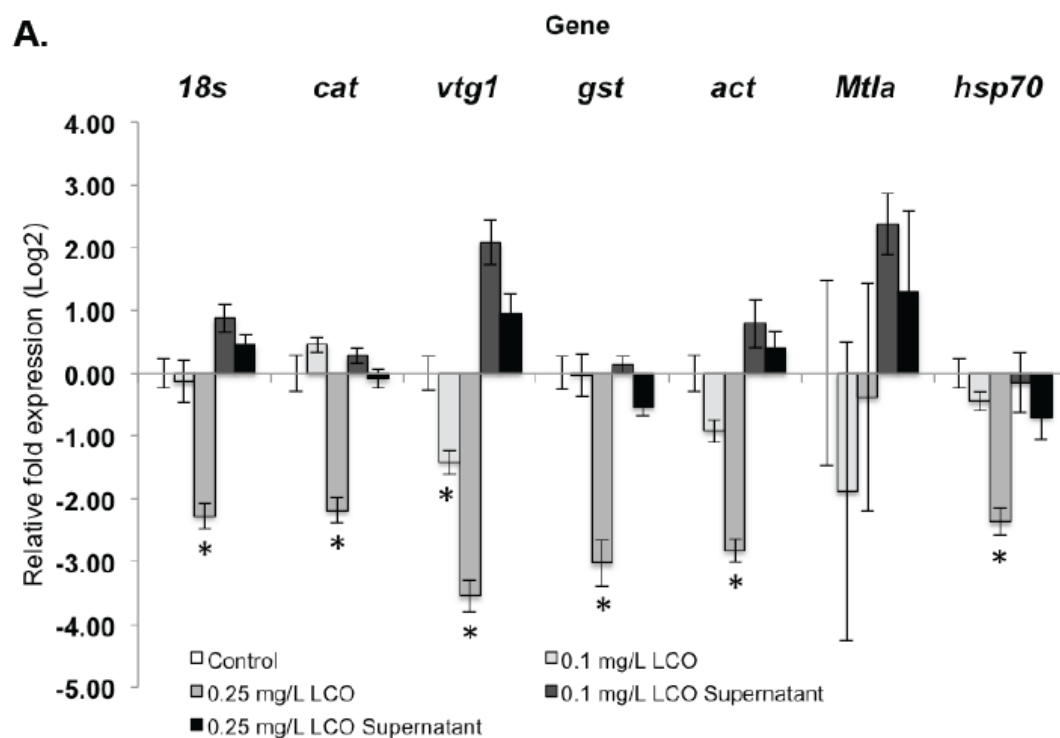 A.
Gene
18s cat vtg1 gst act Mtla hsp70
Relative fold expression (Log2)
4.00
3.00
2.00
1.00
0.00
-1.00
-2.00
-3.00
-4.00
-5.00
* * * * * * *
Control 0.1 mg/L LCO
0.25 mg/L LCO 0.1 mg/L LCO Supernatant
0.25 mg/L LCO Supernatant